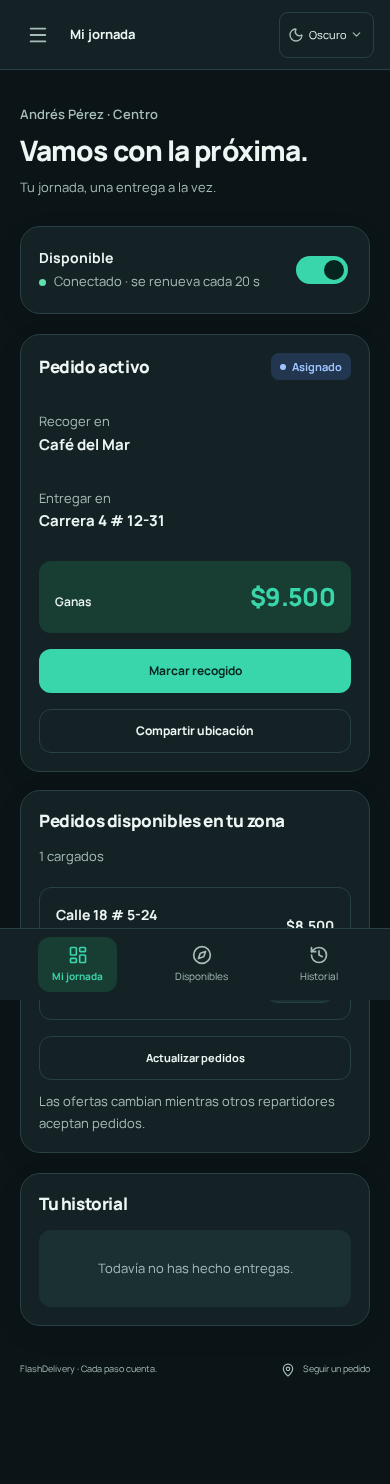 Mi jornada
Oscuro
Andrés Pérez · Centro
Vamos con la próxima.
Tu jornada, una entrega a la vez.
Disponible
Conectado · se renueva cada 20 s
Pedido activo
Asignado
Recoger en
Café del Mar
Entregar en
Carrera 4 # 12-31
Ganas
$9.500
Marcar recogido
Compartir ubicación
Pedidos disponibles en tu zona
1 cargados
Calle 18 # 5-24
$8.500
Mi jornada
Disponibles
Historial
Actualizar pedidos
Las ofertas cambian mientras otros repartidores
aceptan pedidos.
Tu historial
Todavía no has hecho entregas.
FlashDelivery · Cada paso cuenta.
Seguir un pedido